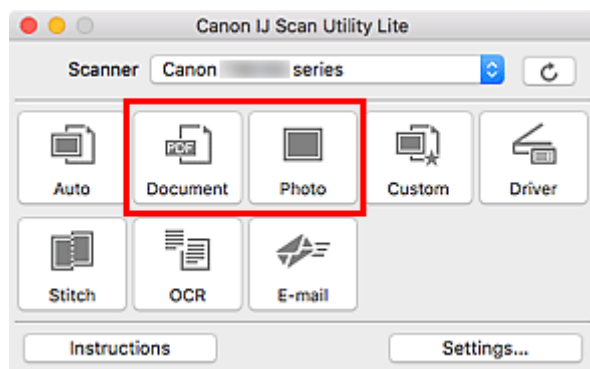 Canon IJ Scan Utility Lite
Scanner Canon series
Auto Document Photo Custom Driver
PDF
Stitch OCR E-mail
Instructions Settings...